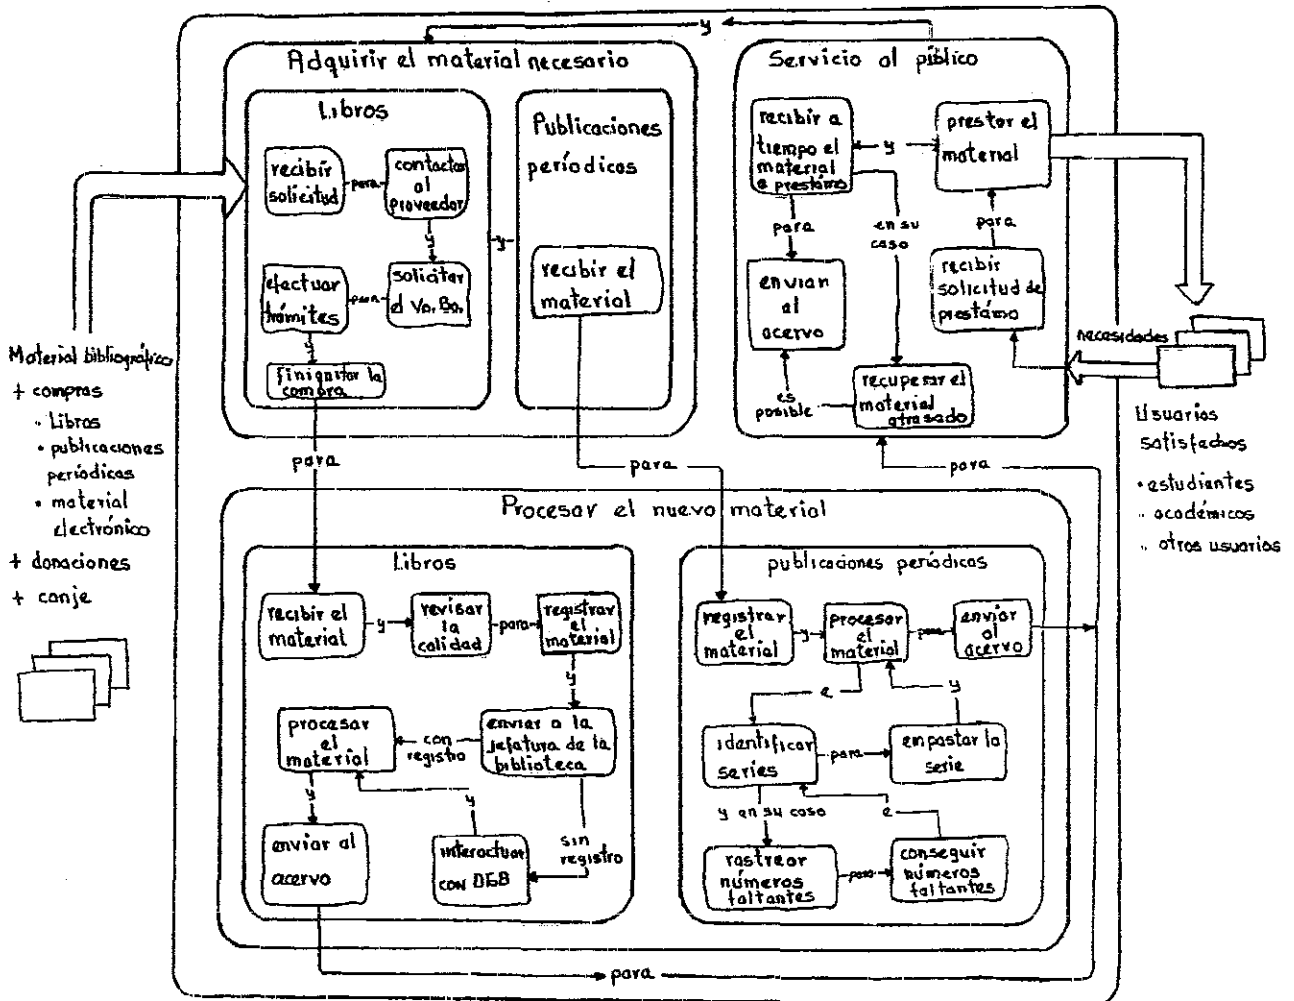 y
Adquirir el material necesario
Libros
recibir
solicitud
para
contactar
al
proveedor
y
efectuar
trámites
para
solicitar
el Vo. Bo.
y
finiquitar la
compra
y
Publicaciones
períodicas
recibir el
material
Servicio al público
recibir a
tiempo el
material
a prestámo
y
prestar el
material
para
en su
caso
para
enviar
al
acervo
recibir
solicitud de
prestámo
es
posible
recuperar el
material
atrasado
necesidades
Usuarios
satisfechos
• estudientes
• académicos
• otros usuarios
Material bibliográfico
+ compras
• Libros
• publicaciones
períodicas
• material
electrónico
+ donaciones
+ canje
para
para
para
Procesar el nuevo material
Libros
recibir el
material
y
revisar
la
calidad
para
registrar
el
material
y
procesar
el
material
con
registro
enviar a la
jefatura de la
biblioteca
y
y
sin
registro
enviar al
acervo
interactuar
con DGB
publicaciones períodicas
registrar
el
material
y
procesar
el
material
para
enviar
al
acervo
e
y
identificar
series
para
empastar la
serie
y en su caso
e
rastrear
números
faltantes
para
conseguir
números
faltantes
para